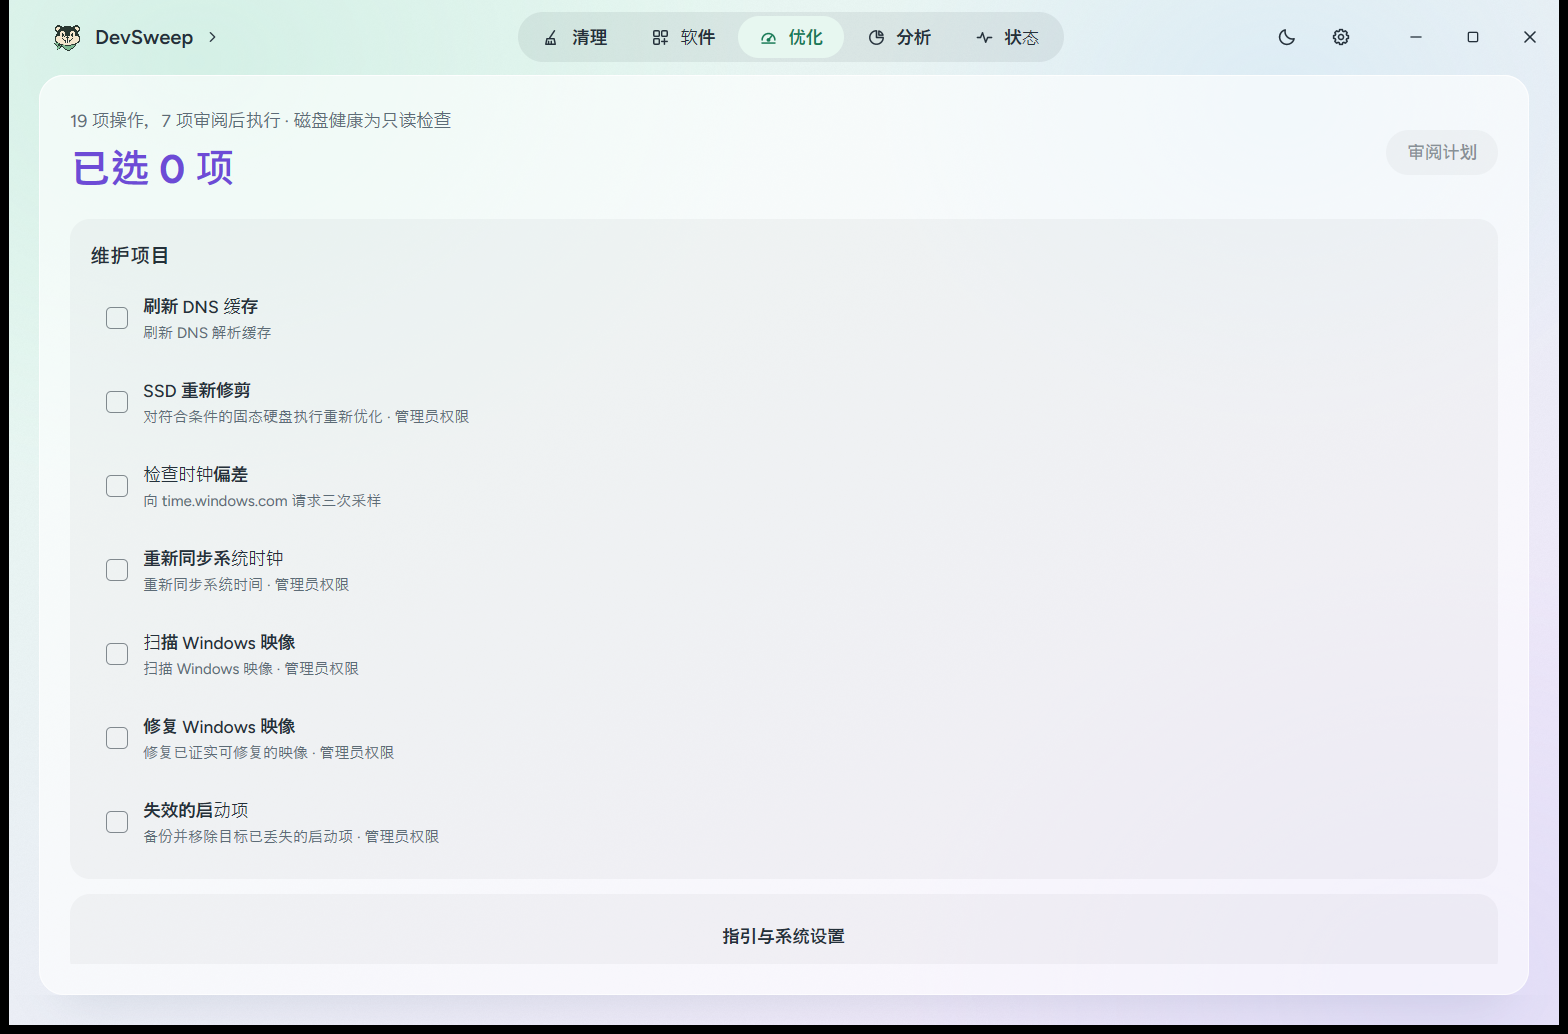 DevSweep
清理
软件
优化
分析
状态
19 项操作，7 项审阅后执行 · 磁盘健康为只读检查
已选 0 项
审阅计划
维护项目
刷新 DNS 缓存
刷新 DNS 解析缓存
SSD 重新修剪
对符合条件的固态硬盘执行重新优化 · 管理员权限
检查时钟偏差
向 time.windows.com 请求三次采样
重新同步系统时钟
重新同步系统时间 · 管理员权限
扫描 Windows 映像
扫描 Windows 映像 · 管理员权限
修复 Windows 映像
修复已证实可修复的映像 · 管理员权限
失效的启动项
备份并移除目标已丢失的启动项 · 管理员权限
指引与系统设置